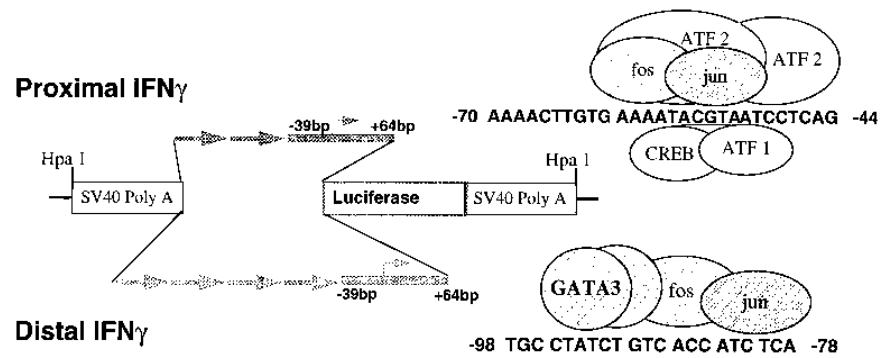 Proximal IFNγ
-39bp +64bp
Hpa I
SV40 Poly A
Luciferase
SV40 Poly A
Hpa I
-39bp +64bp
Distal IFNγ
ATF 2
fos
jun
ATF 2
-70 AAAACTTGTG AAAATACGTAATCCTCAG -44
CREB
ATF 1
GATA3
fos
jun
-98 TGC CTATCT GTC ACC ATC TCA -78